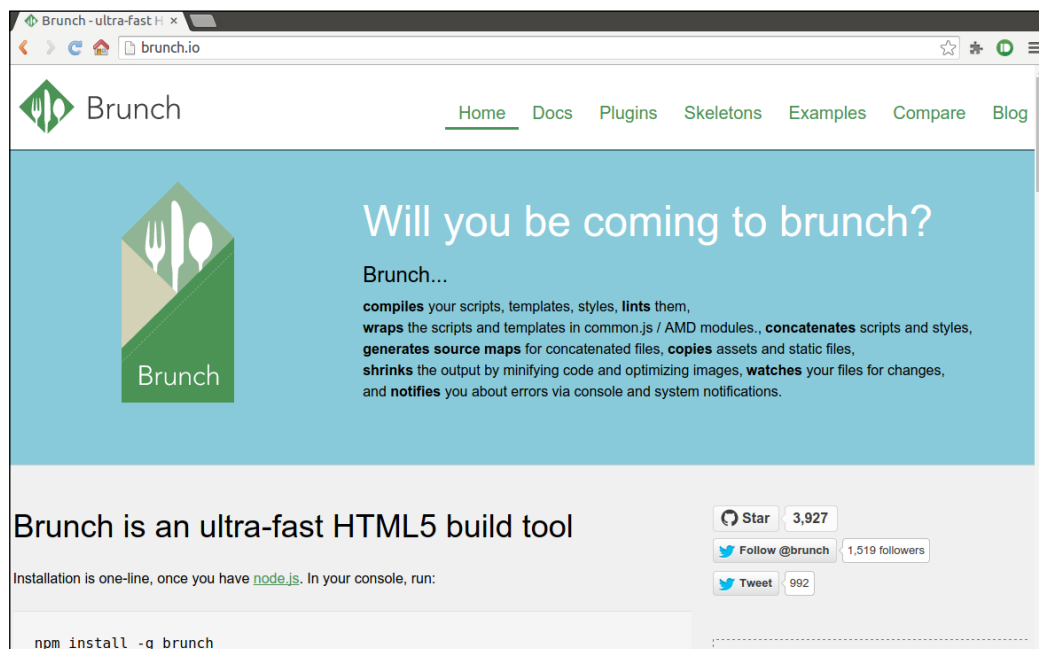 Brunch - ultra-fast H
brunch.io
Brunch
Home Docs Plugins Skeletons Examples Compare Blog
Will you be coming to brunch?
Brunch...
compiles your scripts, templates, styles, lints them,
wraps the scripts and templates in common.js / AMD modules., concatenates scripts and styles,
generates source maps for concatenated files, copies assets and static files,
shrinks the output by minifying code and optimizing images, watches your files for changes,
and notifies you about errors via console and system notifications.
Brunch
Brunch is an ultra-fast HTML5 build tool
Star 3,927
Follow @brunch 1,519 followers
Tweet 992
Installation is one-line, once you have node.js. In your console, run:
npm install -g brunch